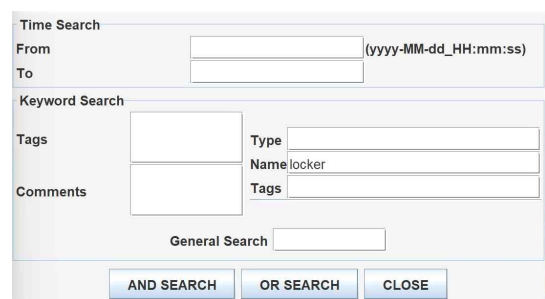 Time Search
From (yyyy-MM-dd_HH:mm:ss)
To
Keyword Search
Tags
Type
Name locker
Comments
Tags
General Search
AND SEARCH OR SEARCH CLOSE